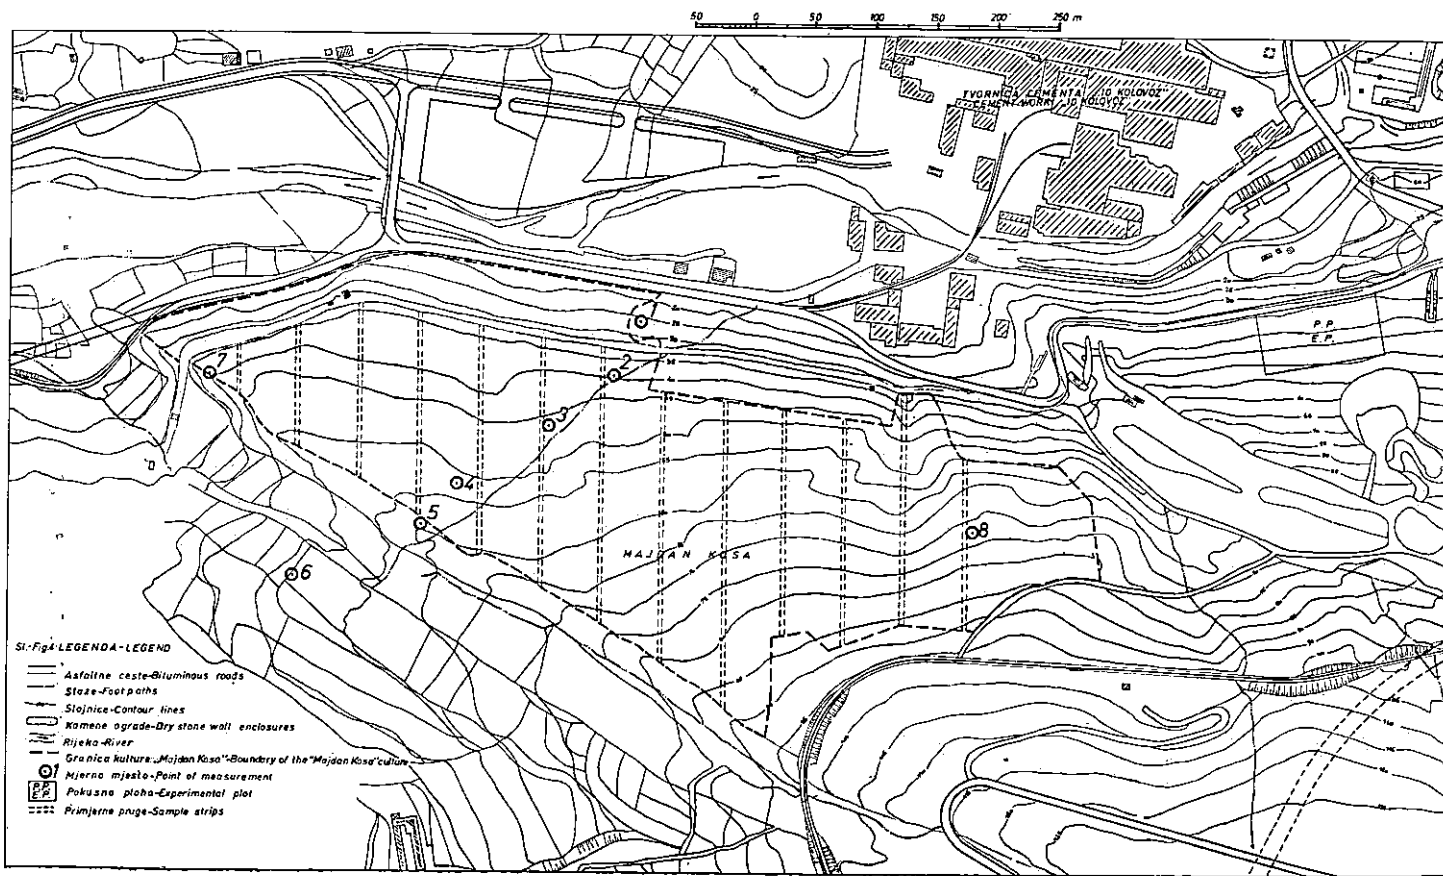 50 0 50 100 150 200 250 m
TVORNICA CEMENTA "10 KOLOVOZ"
CEMENT WORKS "10 KOLOVOZ"
P.P.
E.P.
7
2
3
4
5
6
8
MAJDAN KOSA
Sl.-Fig.4 LEGENDA-LEGEND
Asfaltne ceste-Bituminous roads
Staze-Foot paths
Slojnice-Contour lines
Kamene ograde-Dry stone wall enclosures
Rijeka-River
Granica kulture „Majdan Kosa"-Boundary of the "Majdan Kosa" culture
1 Mjerno mjesto-Point of measurement
P.P. E.P. Pokusna ploha-Experimental plot
Primjerne pruge-Sample strips